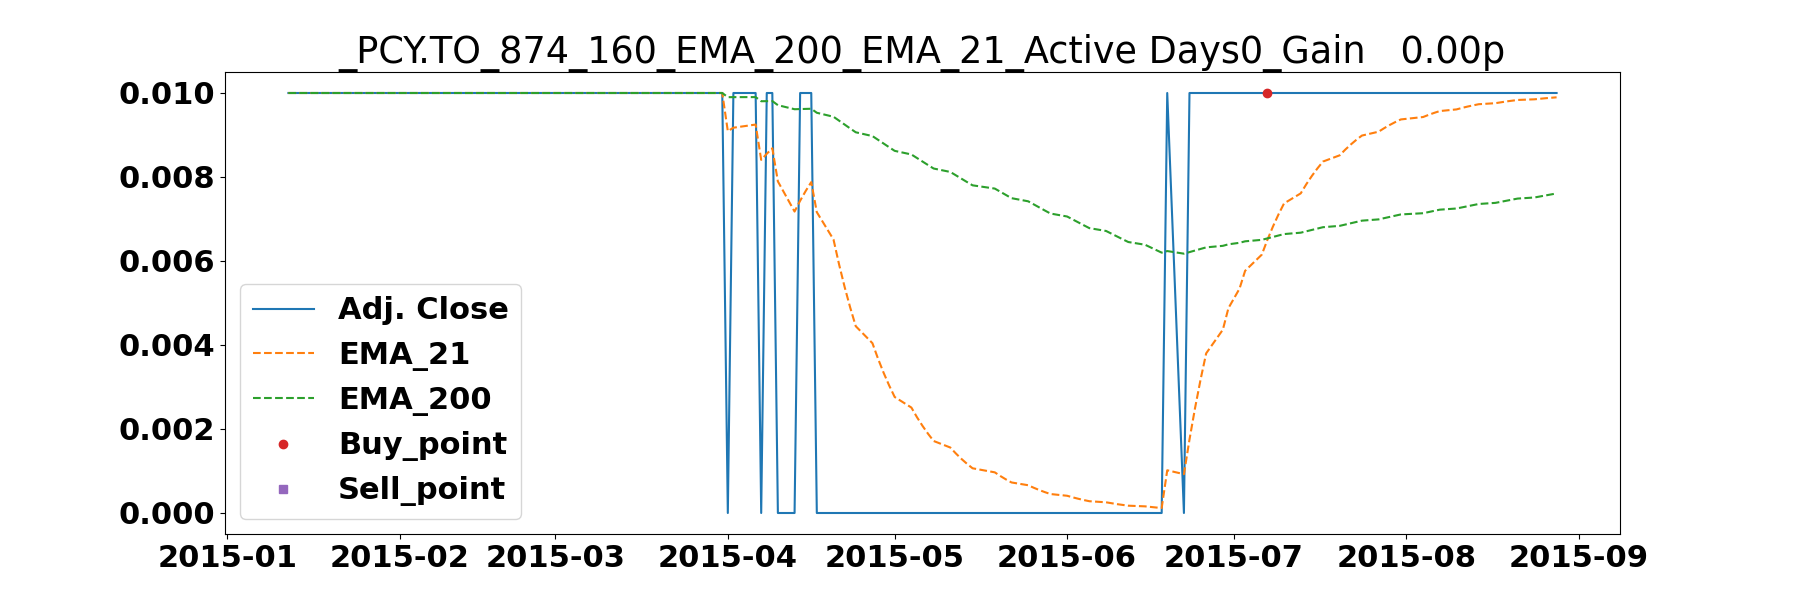 _PCY.TO_874_160_EMA_200_EMA_21_Active Days0_Gain   0.00p
0.010
0.008
0.006
0.004
0.002
0.000
Adj. Close
EMA_21
EMA_200
Buy_point
Sell_point
2015-01 2015-02 2015-03 2015-04 2015-05 2015-06 2015-07 2015-08 2015-09